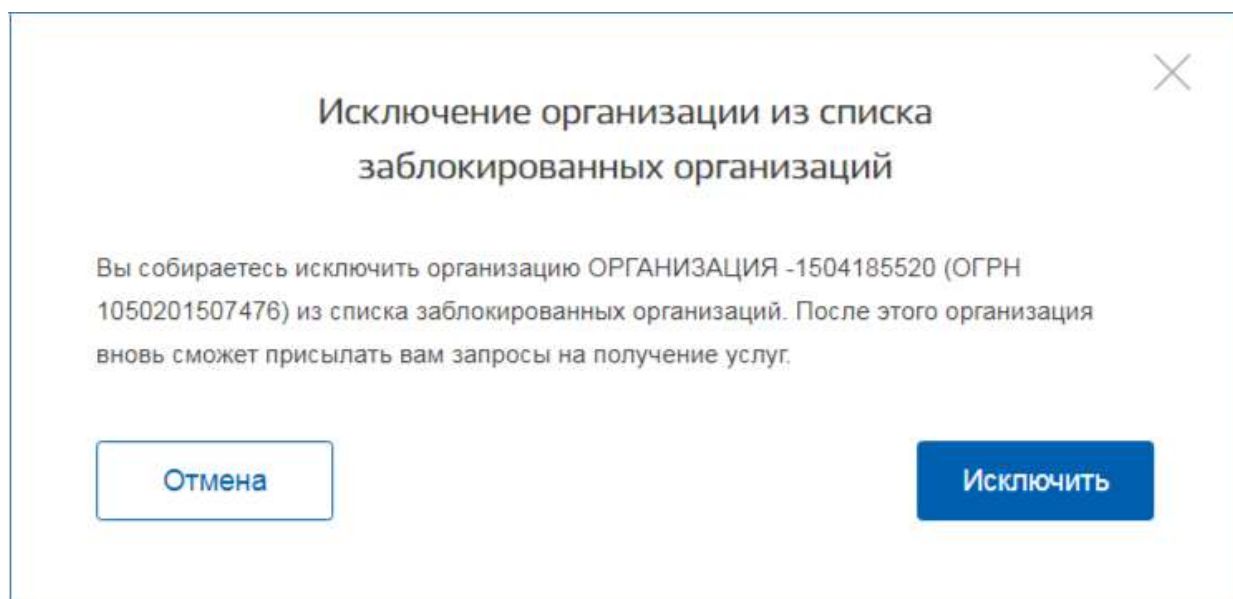 Исключение организации из списка
заблокированных организаций
Вы собираетесь исключить организацию ОРГАНИЗАЦИЯ -1504185520 (ОГРН
1050201507476) из списка заблокированных организаций. После этого организация
вновь сможет присылать вам запросы на получение услуг.
Отмена
Исключить